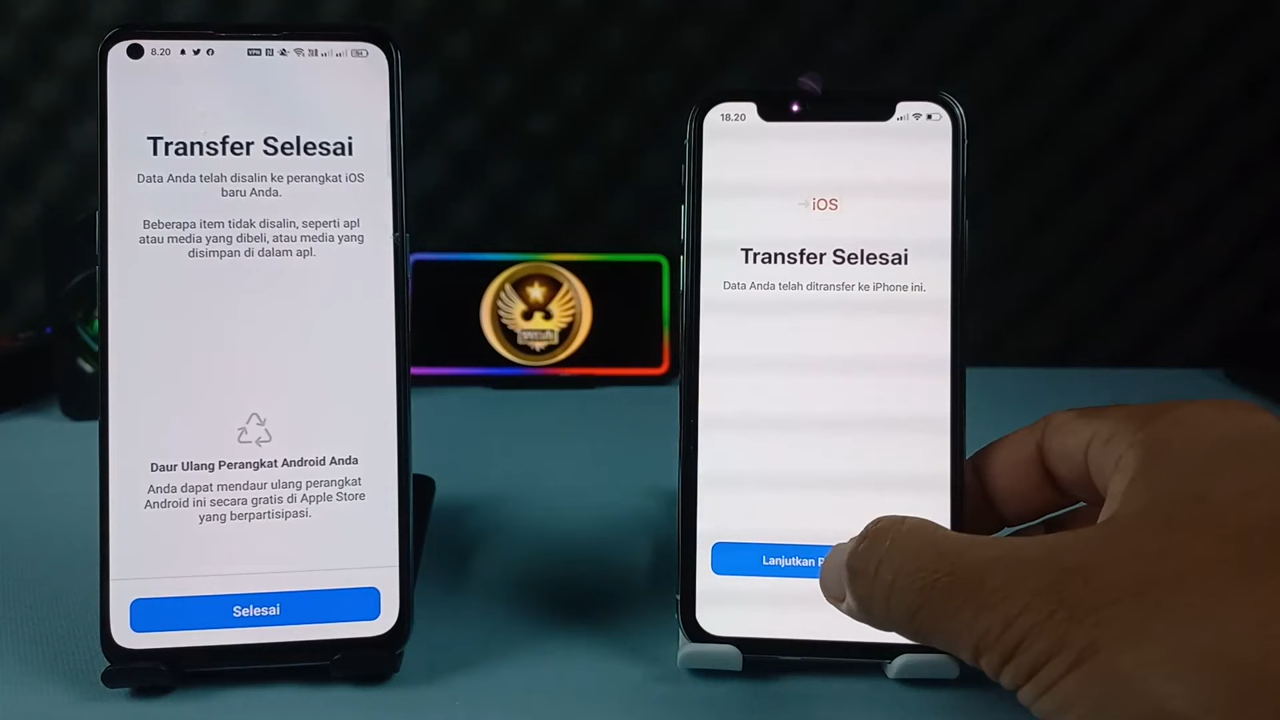 8.20
Transfer Selesai
Data Anda telah disalin ke perangkat iOS
baru Anda.
Beberapa item tidak disalin, seperti apl
atau media yang dibeli, atau media yang
disimpan di dalam apl.
Daur Ulang Perangkat Android Anda
Anda dapat mendaur ulang perangkat
Android ini secara gratis di Apple Store
yang berpartisipasi.
Selesai
18.20
iOS
Transfer Selesai
Data Anda telah ditransfer ke iPhone ini.
Lanjutkan